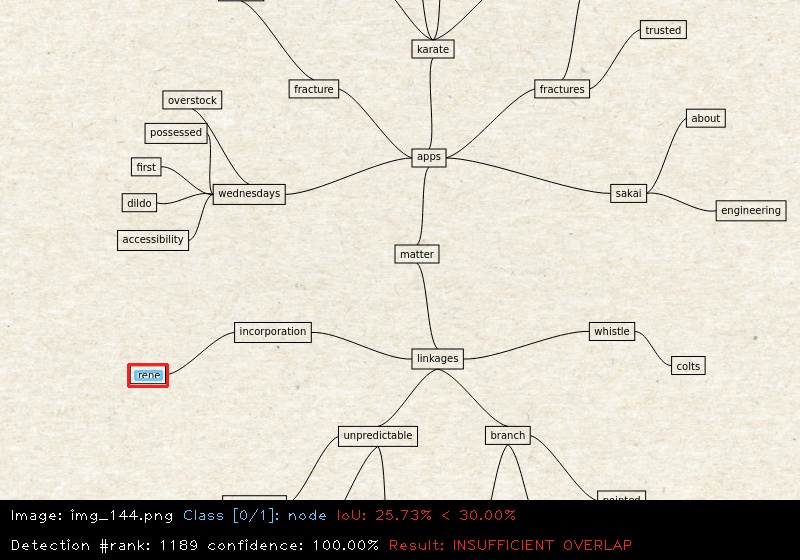 karate
trusted
fracture
fractures
overstock
about
possessed
apps
first
wednesdays
sakai
dildo
engineering
accessibility
matter
incorporation
whistle
linkages
colts
rene
unpredictable
branch
pointed
Image: img_144.png Class [0/1]: node IoU: 25.73% < 30.00%
Detection #rank: 1189 confidence: 100.00% Result: INSUFFICIENT OVERLAP